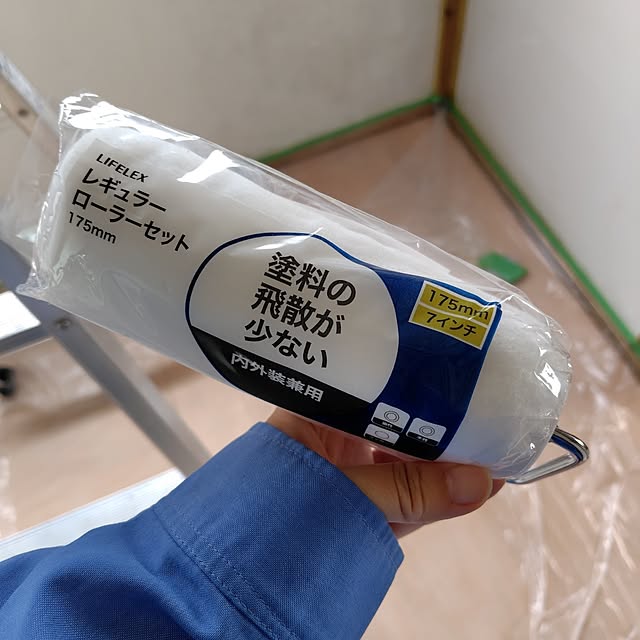 LIFELEX
レギュラー
ローラーセット
175mm
塗料の
飛散が
少ない
内外装兼用
175mm
7インチ